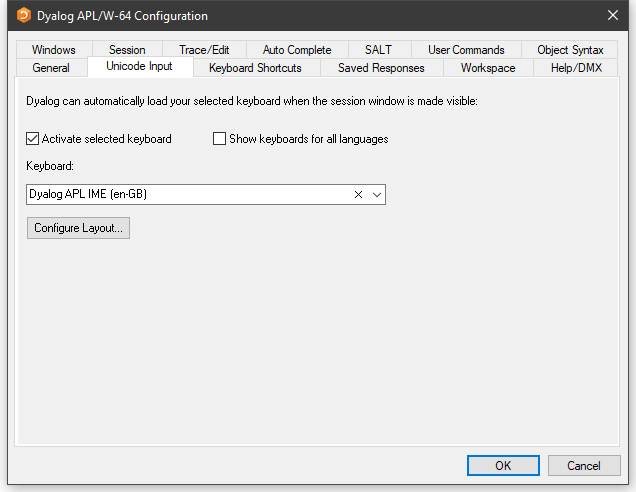 Dyalog APL/W-64 Configuration
Windows Session Trace/Edit Auto Complete SALT User Commands Object Syntax
General Unicode Input Keyboard Shortcuts Saved Responses Workspace Help/DMX
Dyalog can automatically load your selected keyboard when the session window is made visible:
Activate selected keyboard Show keyboards for all languages
Keyboard:
Dyalog APL IME (en-GB)
Configure Layout...
OK Cancel